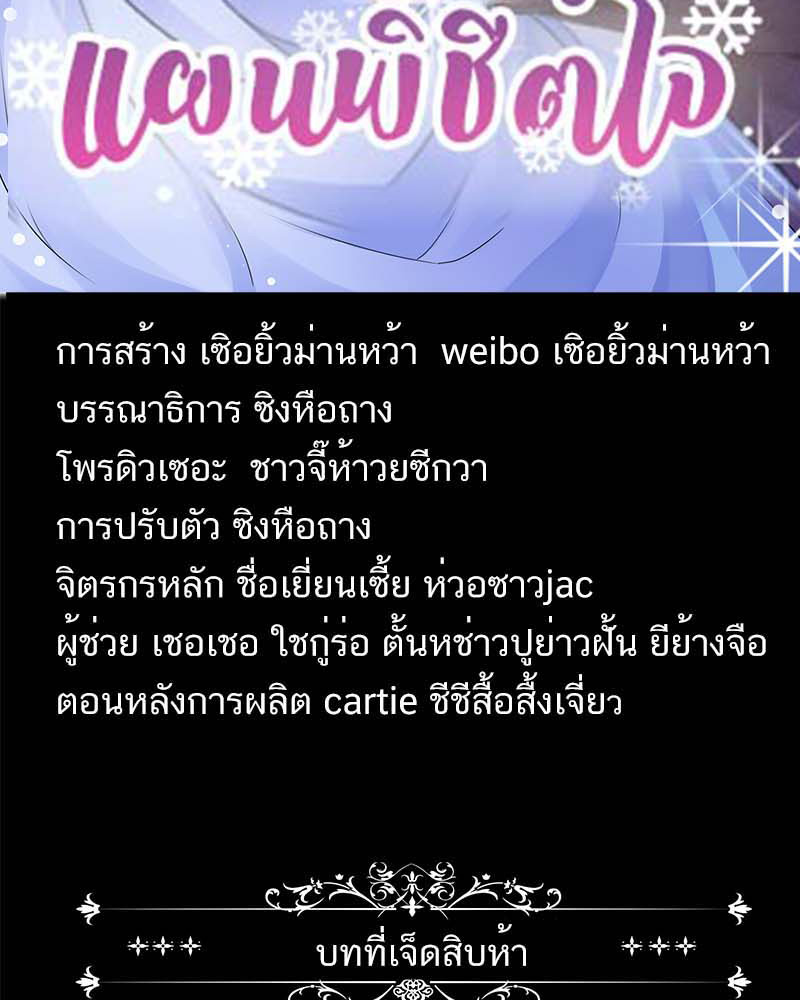 แผนพิชิตใจ
การสร้าง เซิอยิ้วม่านหว้า weibo เซิอยิ้วม่านหว้า
บรรณาธิการ ซิงหือถาง
โพรดิวเซอะ ชาวจี๊ห้าวยซีกวา
การปรับตัว ซิงหือถาง
จิตรกรหลัก ชื่อเยี่ยนเซี้ย ห่วอซาวjac
ผู้ช่วย เชอเชอ ใชกู่ร่อ ตั้นหช่าวปูย่าวฝั้น ยีย้างจือ
ตอนหลังการผลิต cartie ชีชีสื้อสิ้งเจี่ยว
บทที่เจ็ดสิบห้า